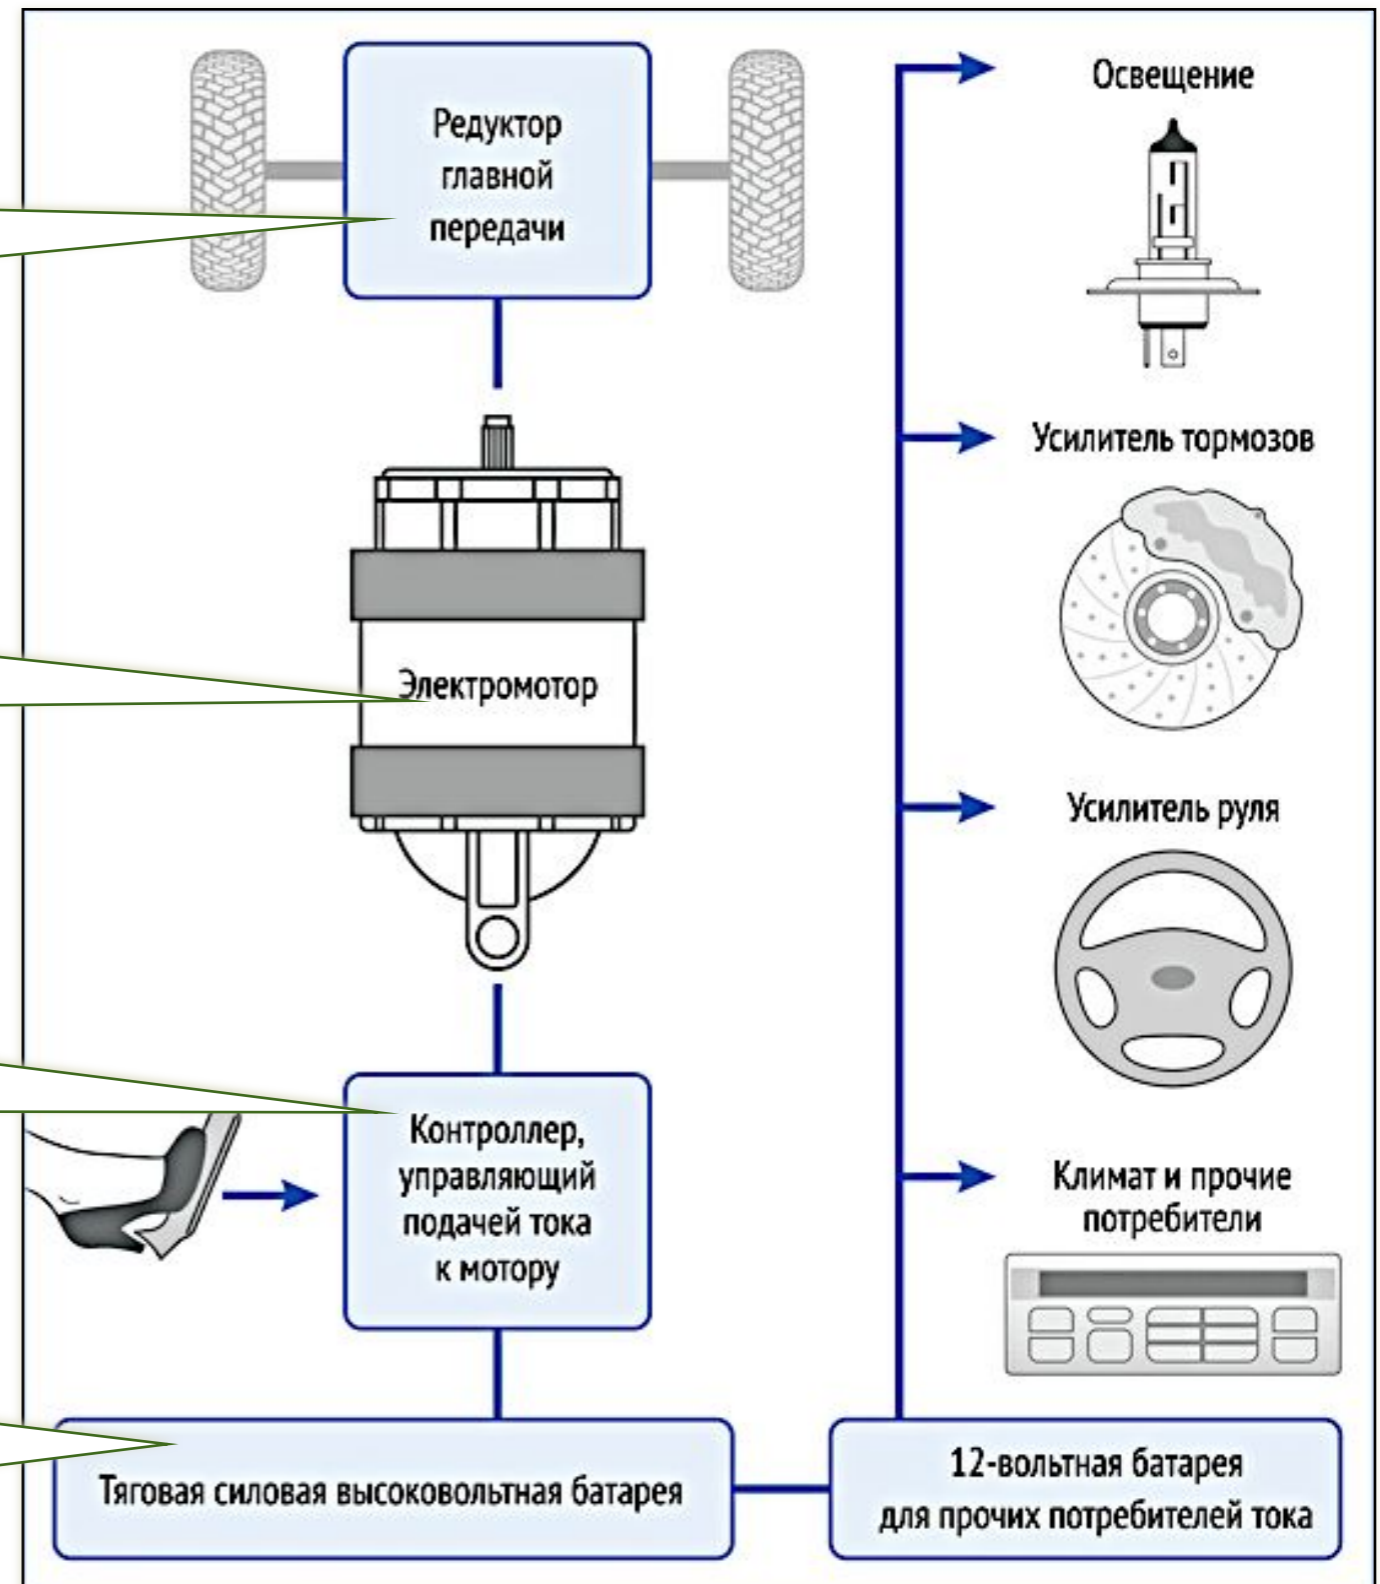 Редуктор
главной
передачи
Электромотор
Контроллер,
управляющий
подачей тока
к мотору
Тяговая силовая высоковольтная батарея
Освещение
Усилитель тормозов
Усилитель руля
Климат и прочие
потребители
12-вольтная батарея
для прочих потребителей тока